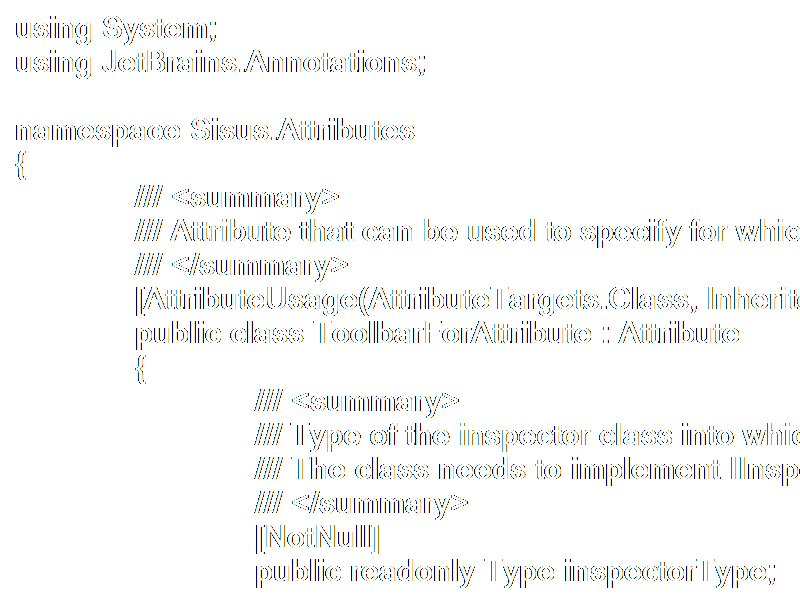 using System;
using JetBrains.Annotations;

namespace Sisus.Attributes
{
/// <summary>
/// Attribute that can be used to specify for whic
/// </summary>
[AttributeUsage(AttributeTargets.Class, Inherite
public class ToolbarForAttribute : Attribute
{
/// <summary>
/// Type of the inspector class into whic
/// The class needs to implement IInsp
/// </summary>
[NotNull]
public readonly Type inspectorType;